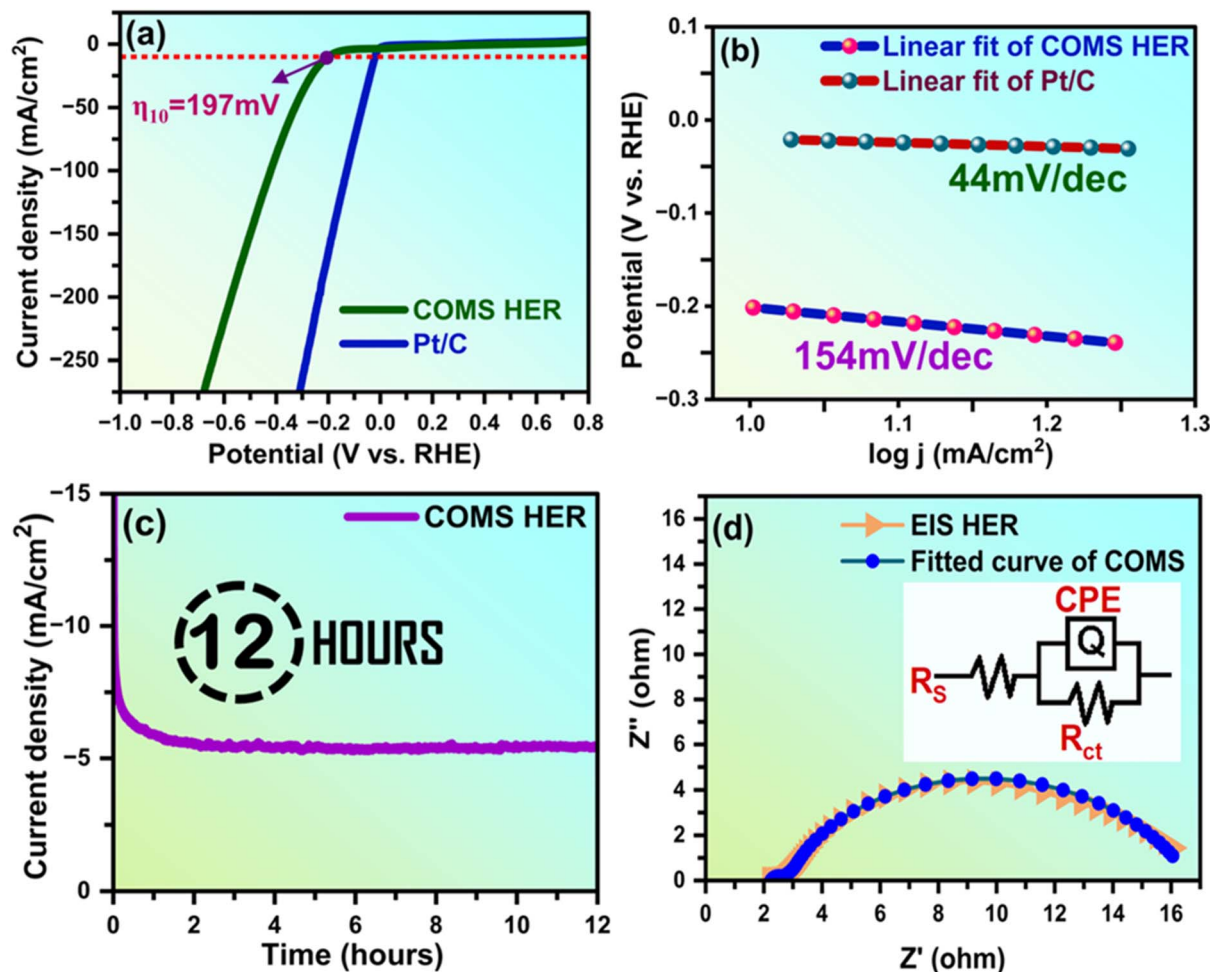 (a)
0
−50
−100
−150
−200
−250
Current density (mA/cm²)
η₁₀=197mV
COMS HER
Pt/C
−1.0 −0.8 −0.6 −0.4 −0.2 0.0 0.2 0.4 0.6 0.8
Potential (V vs. RHE)
(b)
0.1
0.0
−0.1
−0.2
−0.3
Potential (V vs. RHE)
Linear fit of COMS HER
Linear fit of Pt/C
44mV/dec
154mV/dec
1.0 1.1 1.2 1.3
log j (mA/cm²)
(c)
−15
−10
−5
0
Current density (mA/cm²)
COMS HER
12 HOURS
0 2 4 6 8 10 12
Time (hours)
(d)
16
14
12
10
8
6
4
2
0
Z'' (ohm)
EIS HER
Fitted curve of COMS
CPE
Q
R_S
R_ct
0 2 4 6 8 10 12 14 16
Z' (ohm)